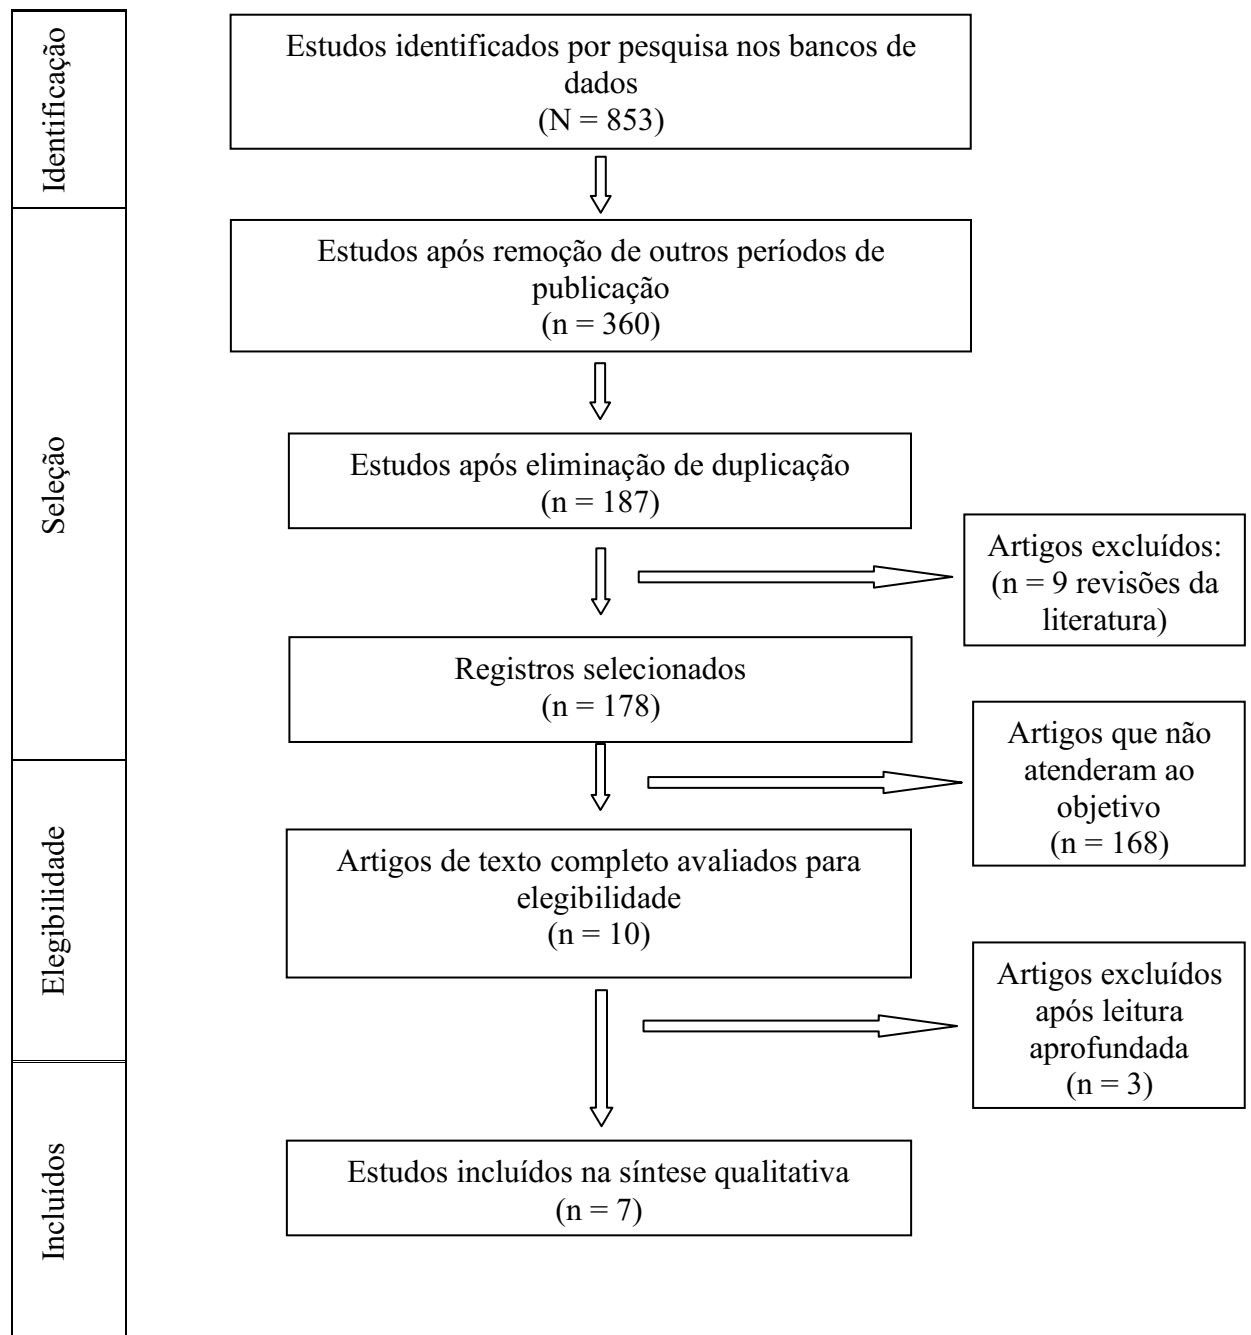 Identificação
Estudos identificados por pesquisa nos bancos de
dados
(N = 853)
Seleção
Estudos após remoção de outros períodos de
publicação
(n = 360)
Estudos após eliminação de duplicação
(n = 187)
Artigos excluídos:
(n = 9 revisões da
literatura)
Registros selecionados
(n = 178)
Artigos que não
atenderam ao
objetivo
(n = 168)
Elegibilidade
Artigos de texto completo avaliados para
elegibilidade
(n = 10)
Artigos excluídos
após leitura
aprofundada
(n = 3)
Incluídos
Estudos incluídos na síntese qualitativa
(n = 7)